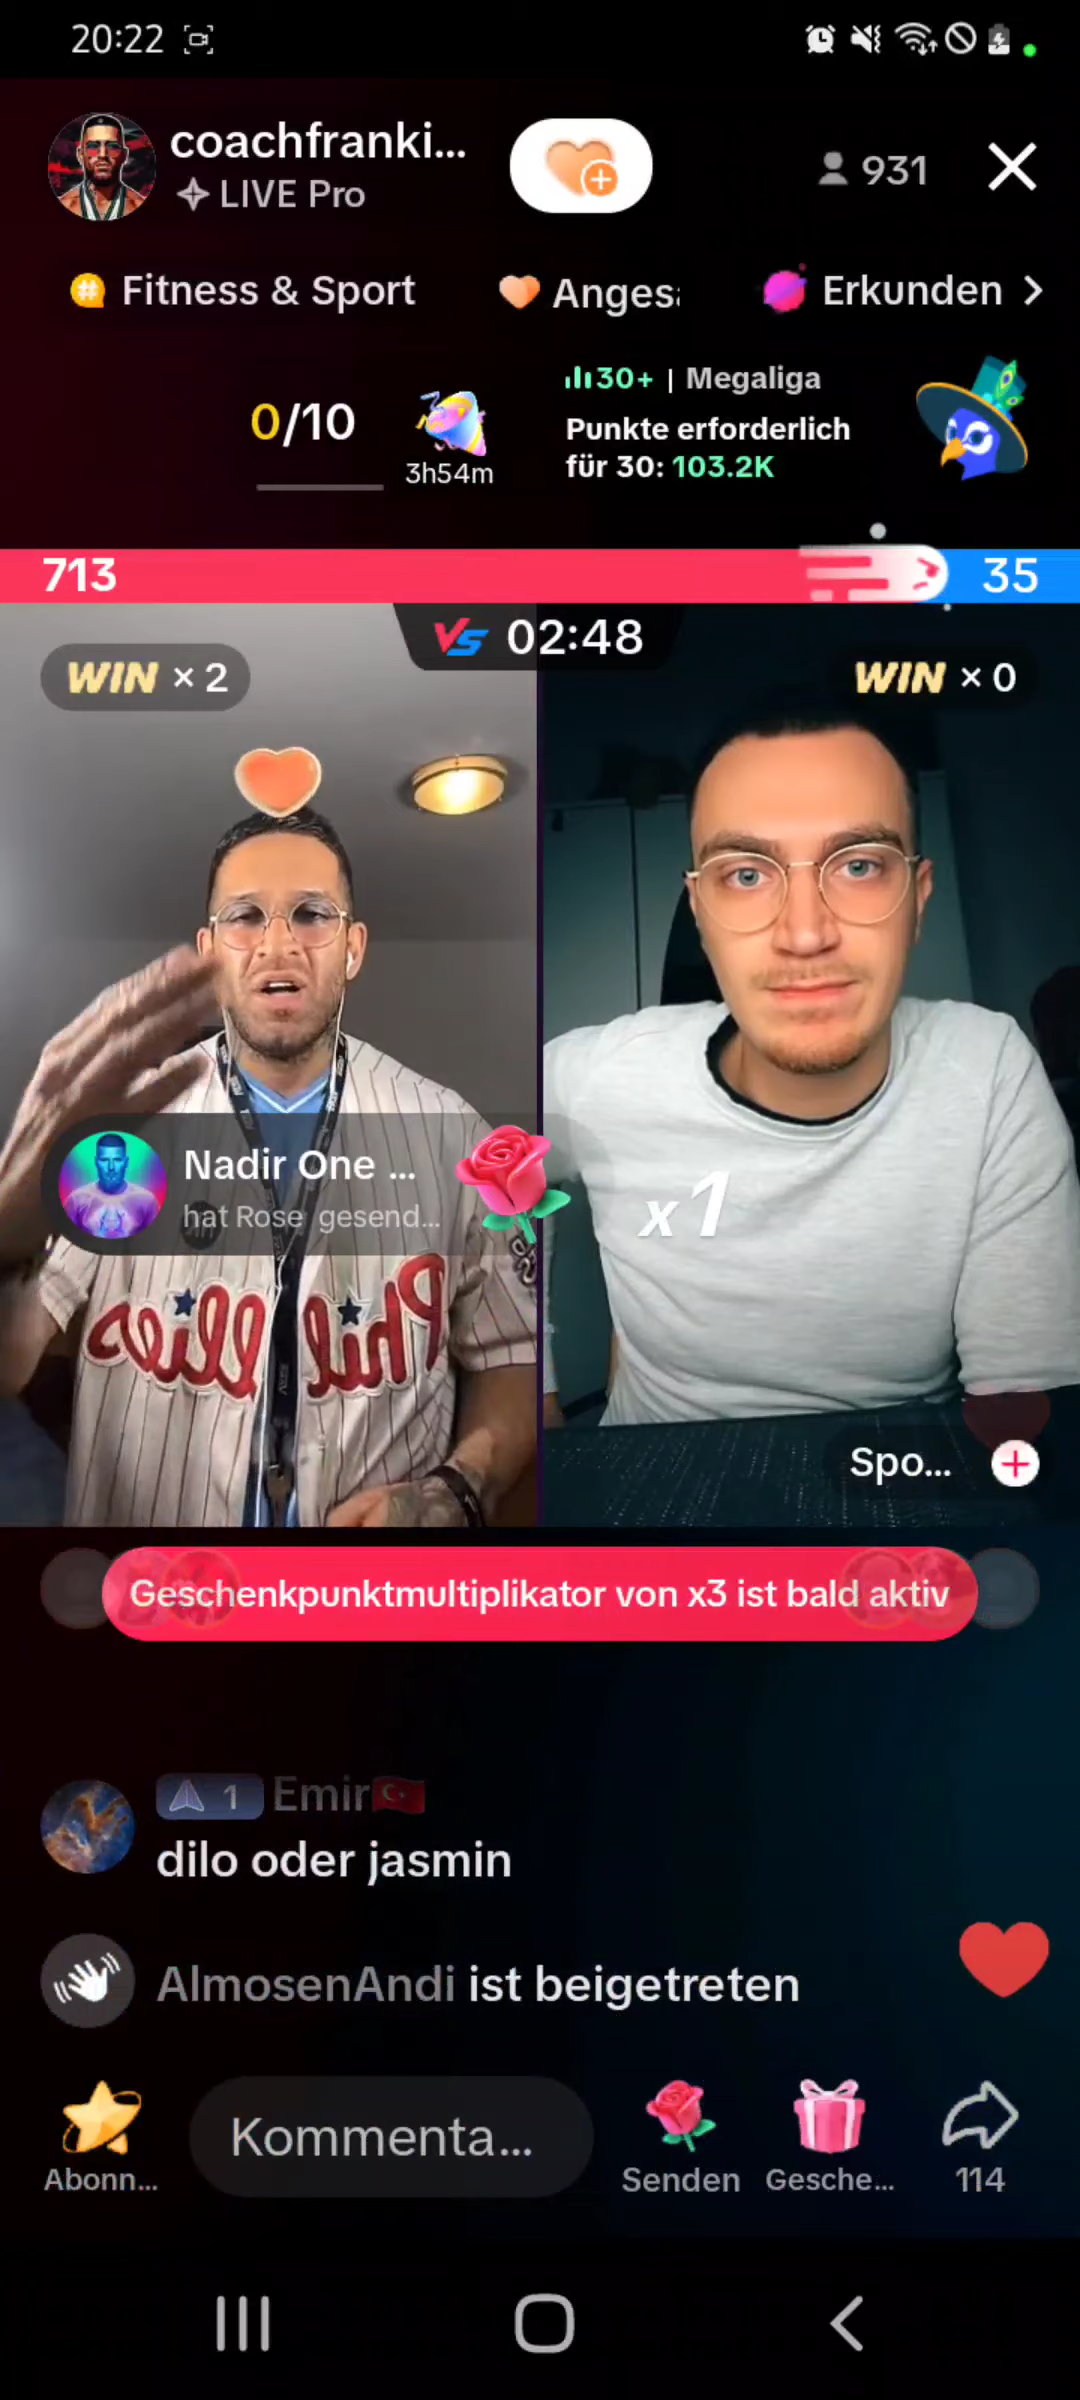 20:22
coachfranki...
LIVE Pro
931
Fitness & Sport
Anges
Erkunden
0/10
3h54m
30+ | Megaliga
Punkte erforderlich
für 30: 103.2K
713
35
VS 02:48
WIN × 2
WIN × 0
Nadir One ...
hat Rose gesend...
x1
Phillies
Spo...
Geschenkpunktmultiplikator von x3 ist bald aktiv
1 Emir
dilo oder jasmin
AlmosenAndi ist beigetreten
Abonn...
Kommenta...
Senden
Gesche...
114